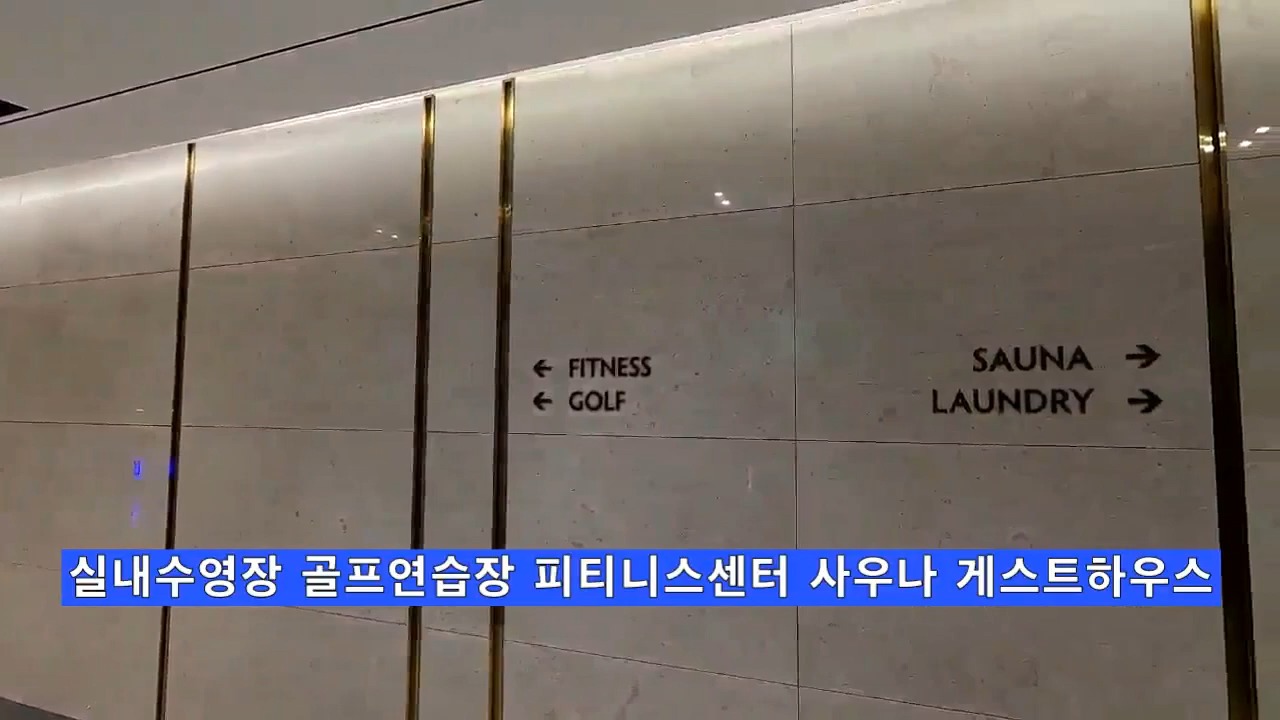 ← FITNESS
← GOLF
SAUNA →
LAUNDRY →
실내수영장 골프연습장 피티니스센터 사우나 게스트하우스